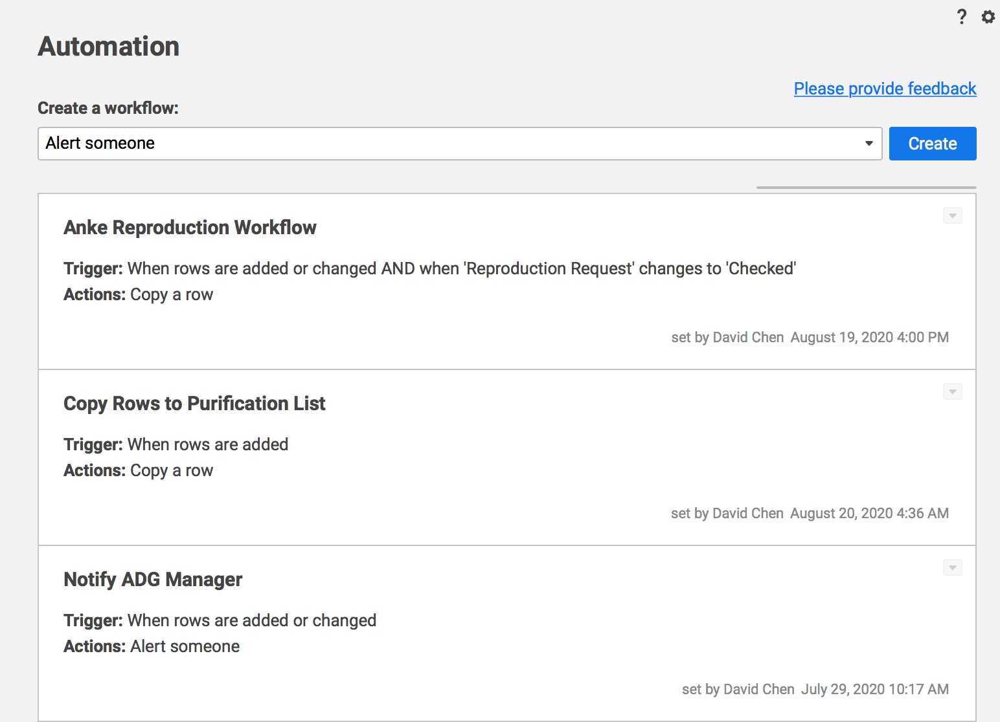 ?
Automation
Please provide feedback
Create a workflow:
Alert someone
Create
Anke Reproduction Workflow
Trigger: When rows are added or changed AND when 'Reproduction Request' changes to 'Checked'
Actions: Copy a row
set by David Chen August 19, 2020 4:00 PM
Copy Rows to Purification List
Trigger: When rows are added
Actions: Copy a row
set by David Chen August 20, 2020 4:36 AM
Notify ADG Manager
Trigger: When rows are added or changed
Actions: Alert someone
set by David Chen July 29, 2020 10:17 AM